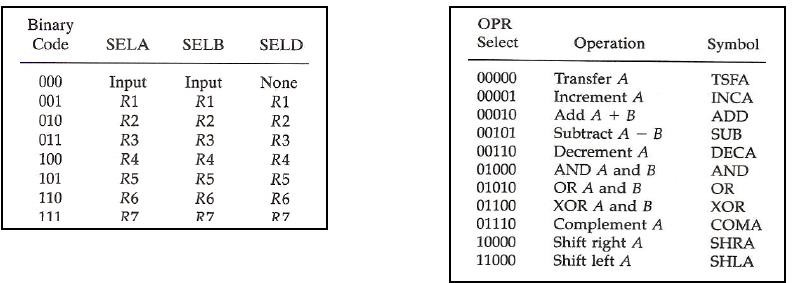 Binary
Code SELA SELB SELD
000 Input Input None
001 R1 R1 R1
010 R2 R2 R2
011 R3 R3 R3
100 R4 R4 R4
101 R5 R5 R5
110 R6 R6 R6
111 R7 R7 R7
OPR
Select Operation Symbol
00000 Transfer A TSFA
00001 Increment A INCA
00010 Add A + B ADD
00101 Subtract A − B SUB
00110 Decrement A DECA
01000 AND A and B AND
01010 OR A and B OR
01100 XOR A and B XOR
01110 Complement A COMA
10000 Shift right A SHRA
11000 Shift left A SHLA